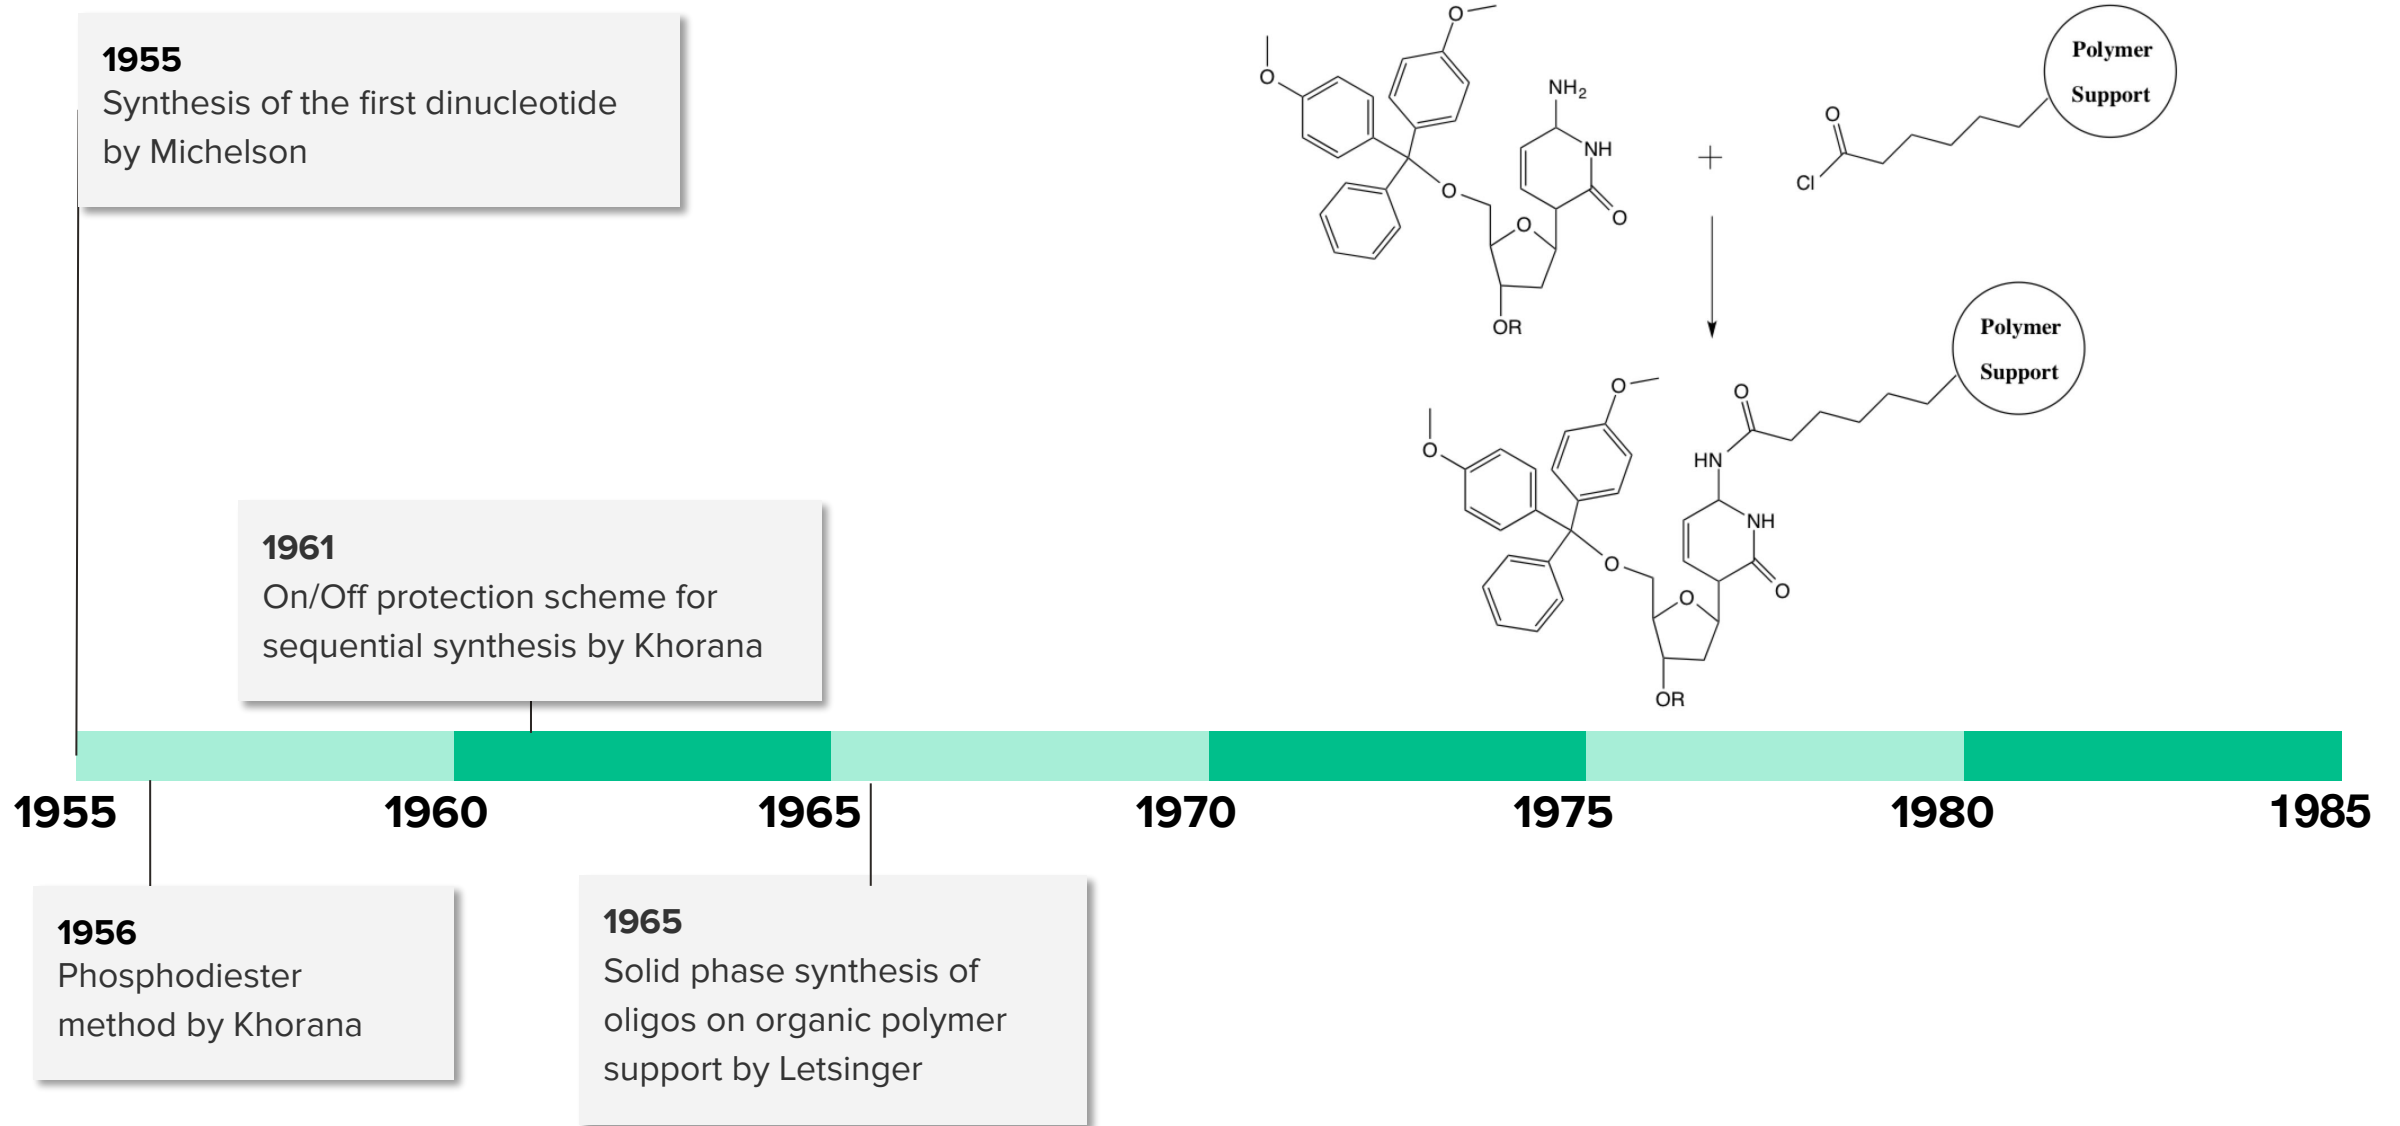 1955
Synthesis of the first dinucleotide
by Michelson
O
O
NH₂
NH
O
O
O
OR
+
O
Cl
Polymer
Support
Polymer
Support
O
HN
O
O
NH
O
O
O
OR
1961
On/Off protection scheme for
sequential synthesis by Khorana
1955 1960 1965 1970 1975 1980 1985
1956
Phosphodiester
method by Khorana
1965
Solid phase synthesis of
oligos on organic polymer
support by Letsinger